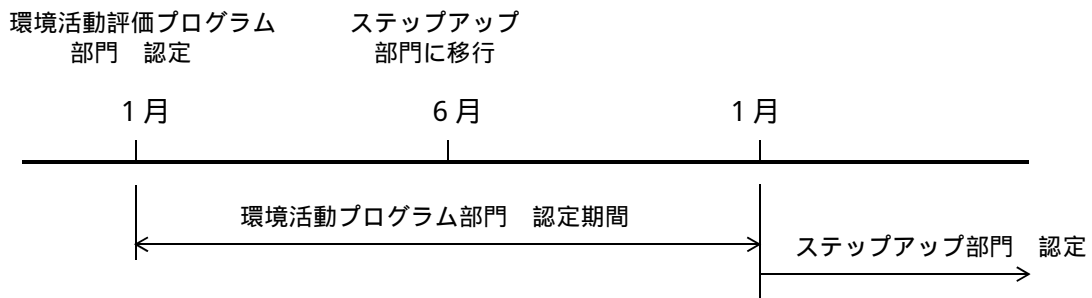 環境活動評価プログラム
部門　認定
ステップアップ
部門に移行
1 月
6 月
1 月
環境活動プログラム部門　認定期間
ステップアップ部門　認定